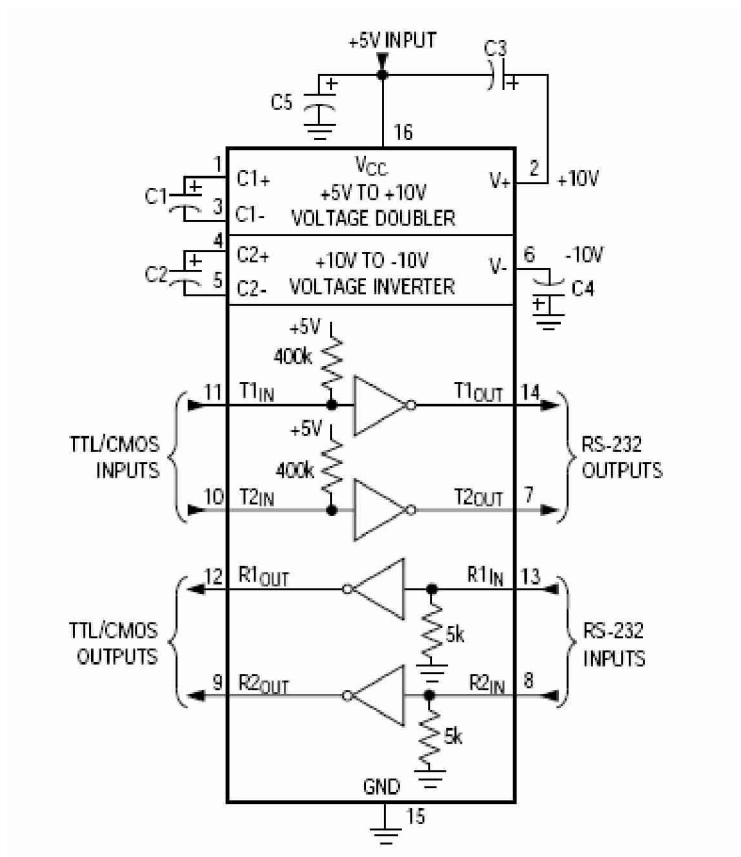 +5V INPUT
C3
+
C5
+
16
1
VCC
2
+10V
C1+
+5V TO +10V
V+
C1
+
3
C1-
VOLTAGE DOUBLER
4
C2+
+10V TO -10V
V-
6
-10V
C2
+
5
C2-
VOLTAGE INVERTER
C4
+
+5V
400k
11
T1IN
T1OUT
14
+5V
TTL/CMOS
INPUTS
RS-232
OUTPUTS
400k
10
T2IN
T2OUT
7
12
R1OUT
R1IN
13
5k
TTL/CMOS
OUTPUTS
RS-232
INPUTS
9
R2OUT
R2IN
8
5k
GND
15